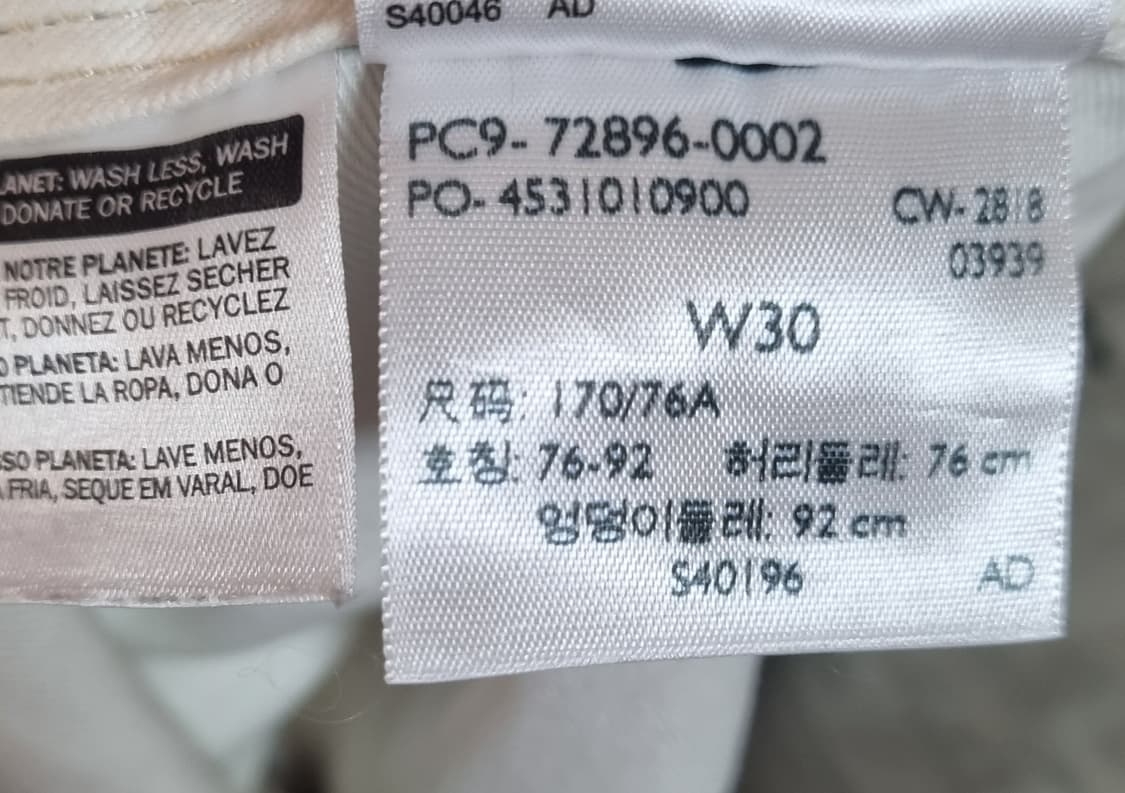 S40046 AD
ANET: WASH LESS, WASH
DONATE OR RECYCLE
NOTRE PLANETE: LAVEZ
FROID, LAISSEZ SECHER
T, DONNEZ OU RECYCLEZ
O PLANETA: LAVA MENOS,
TIENDE LA ROPA, DONA O
SO PLANETA: LAVE MENOS,
FRIA, SEQUE EM VARAL, DOE
PC9- 72896-0002
PO- 4531010900 CW- 2818
03939
W30
尺码: 170/76A
호칭: 76-92 허리둘레: 76 cm
엉덩이둘레: 92 cm
S40196 AD